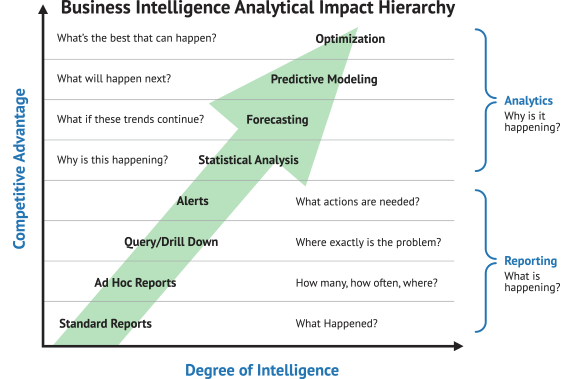 Business Intelligence Analytical Impact Hierarchy
What's the best that can happen? Optimization
What will happen next? Predictive Modeling
What if these trends continue? Forecasting
Why is this happening? Statistical Analysis
Alerts What actions are needed?
Query/Drill Down Where exactly is the problem?
Ad Hoc Reports How many, how often, where?
Standard Reports What Happened?
Analytics
Why is it
happening?
Reporting
What is
happening?
Competitive Advantage
Degree of Intelligence